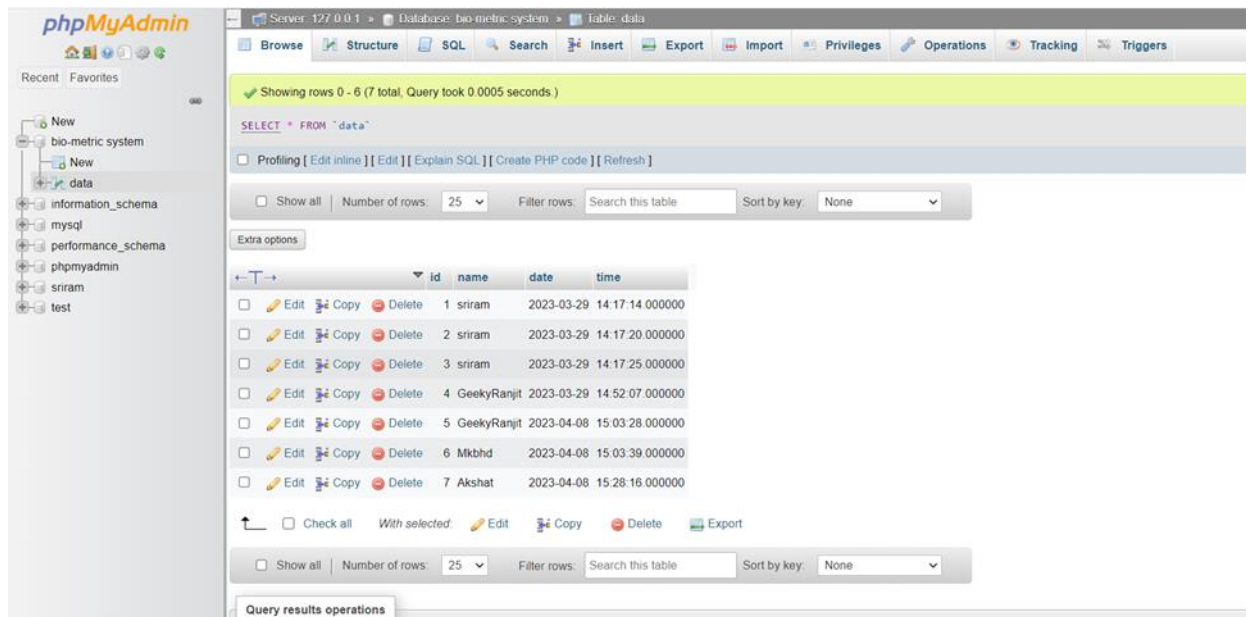 phpMyAdmin
Recent Favorites
New
bio-metric system
New
data
information_schema
mysql
performance_schema
phpmyadmin
sriram
test
Server: 127.0.0.1 » Database: bio-metric system » Table: data
Browse Structure SQL Search Insert Export Import Privileges Operations Tracking Triggers
Showing rows 0 - 6 (7 total, Query took 0.0005 seconds.)
SELECT * FROM `data`
Profiling [ Edit inline ] [ Edit ] [ Explain SQL ] [ Create PHP code ] [ Refresh ]
Show all | Number of rows: 25 Filter rows: Search this table Sort by key: None
Extra options
←T→ id name date time
Edit Copy Delete 1 sriram 2023-03-29 14:17:14.000000
Edit Copy Delete 2 sriram 2023-03-29 14:17:20.000000
Edit Copy Delete 3 sriram 2023-03-29 14:17:25.000000
Edit Copy Delete 4 GeekyRanjit 2023-03-29 14:52:07.000000
Edit Copy Delete 5 GeekyRanjit 2023-04-08 15:03:28.000000
Edit Copy Delete 6 Mkbhd 2023-04-08 15:03:39.000000
Edit Copy Delete 7 Akshat 2023-04-08 15:28:16.000000
Check all With selected: Edit Copy Delete Export
Show all | Number of rows: 25 Filter rows: Search this table Sort by key: None
Query results operations